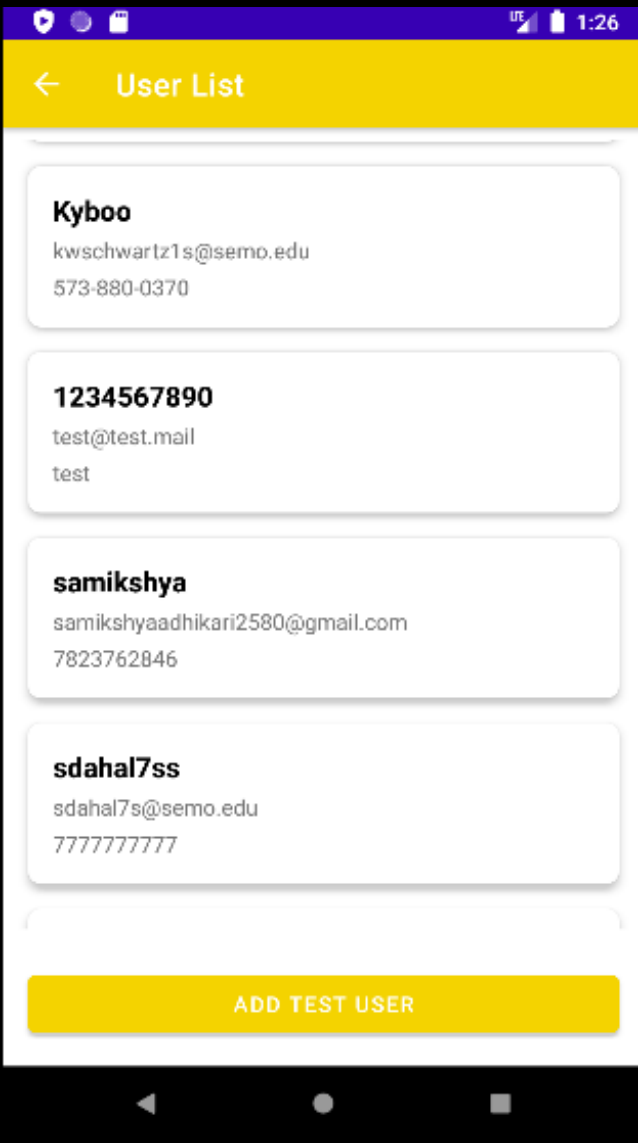 LTE 1:26
User List
Kyboo
kwschwartz1s@semo.edu
573-880-0370
1234567890
test@test.mail
test
samikshya
samikshyaadhikari2580@gmail.com
7823762846
sdahal7ss
sdahal7s@semo.edu
7777777777
ADD TEST USER